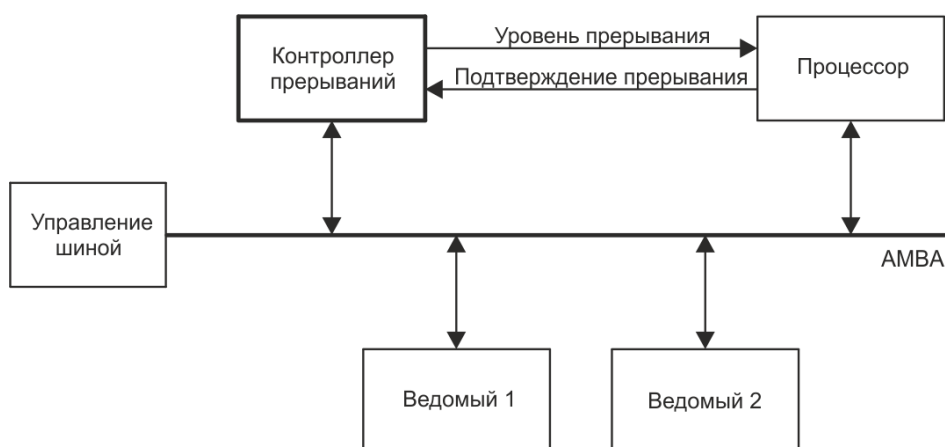 Контроллер
прерываний
Уровень прерывания
Подтверждение прерывания
Процессор
Управление
шиной
AMBA
Ведомый 1
Ведомый 2